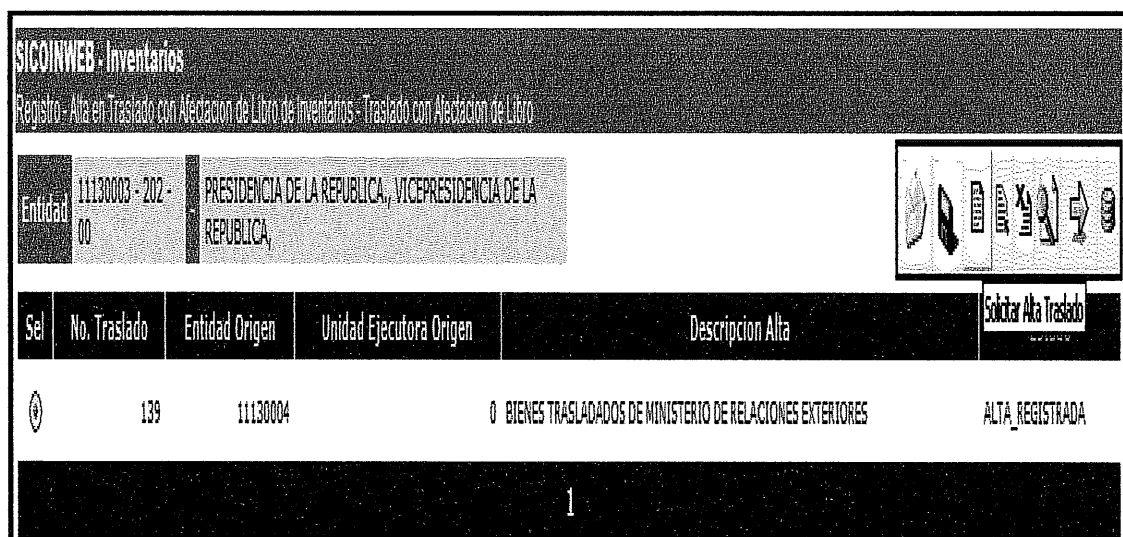 SICOINWEB - Inventarios
Registro - Alta en Traslado con Afectacion de Libro de Inventarios - Traslado con Afectacion de Libro
Entidad 11130003 - 202 - 00 - PRESIDENCIA DE LA REPUBLICA., VICEPRESIDENCIA DE LA REPUBLICA,
Solicitar Alta Traslado
Sel No. Traslado Entidad Origen Unidad Ejecutora Origen Descripcion Alta
139 11130004 0 BIENES TRASLADADOS DE MINISTERIO DE RELACIONES EXTERIORES ALTA_REGISTRADA
1